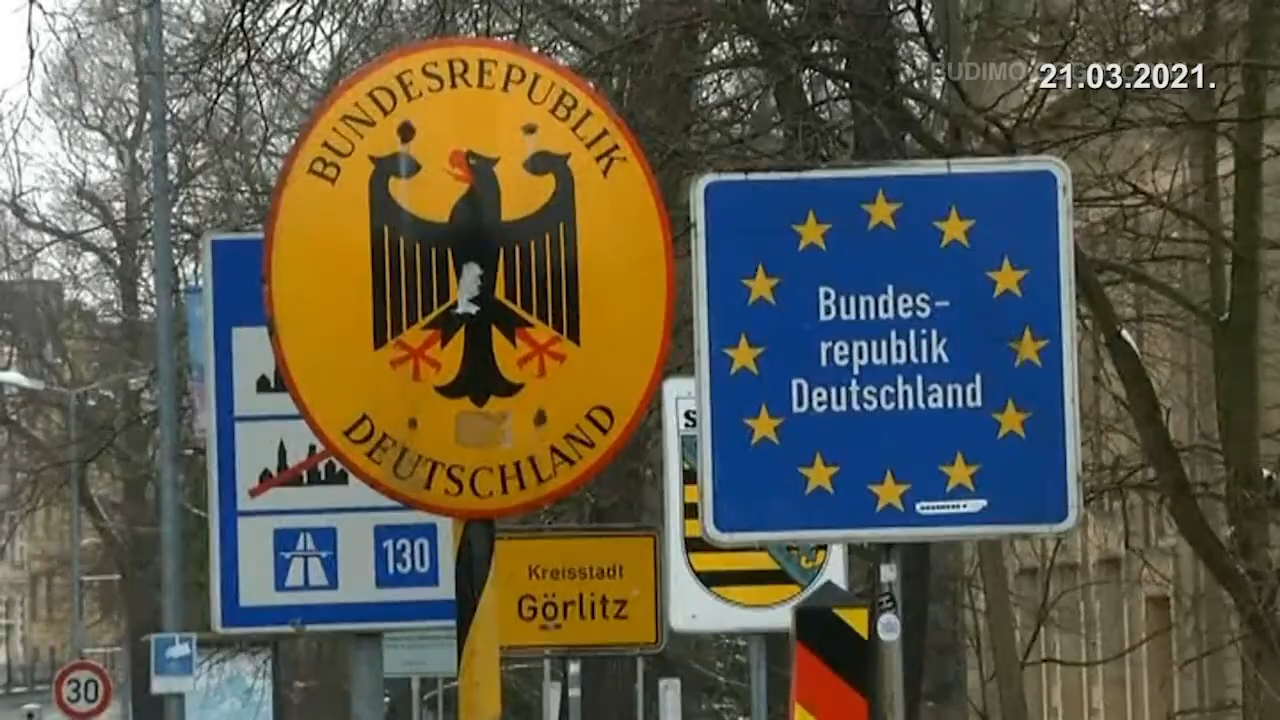 21.03.2021.
BUNDESREPUBLIK
DEUTSCHLAND
Bundes-
republik
Deutschland
130
Kreisstadt
Görlitz
30